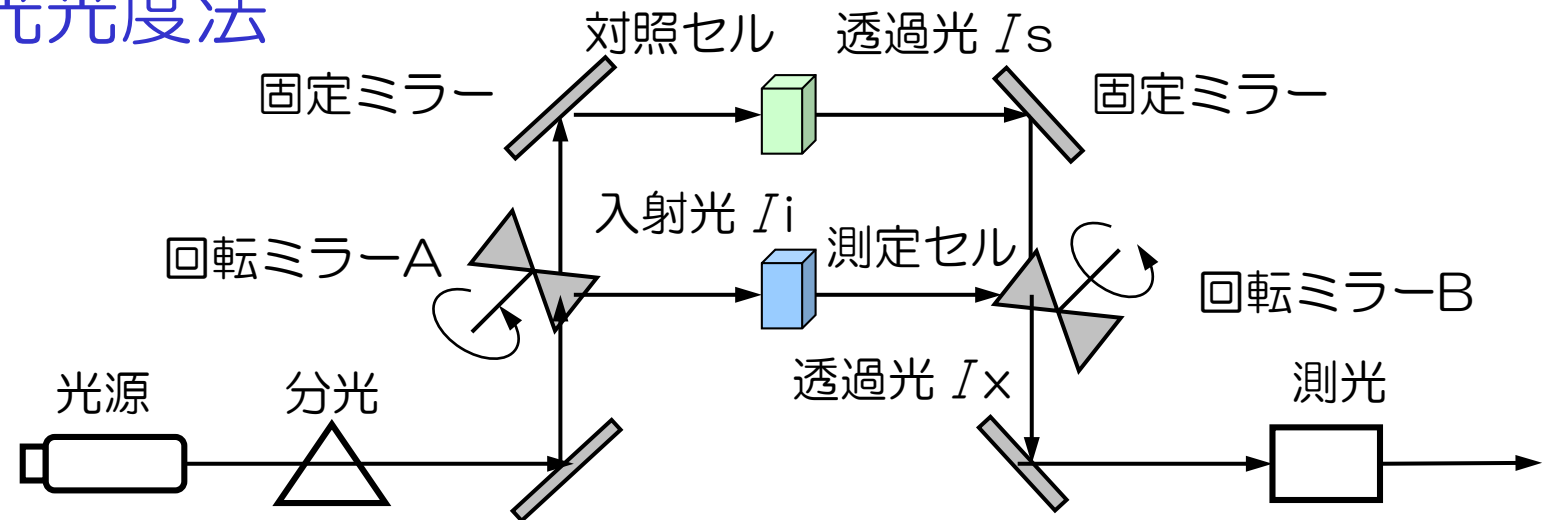 光光度法
対照セル
透過光 Is
固定ミラー
固定ミラー
入射光 Ii
測定セル
回転ミラーA
回転ミラーB
透過光 Ix
光源
分光
測光